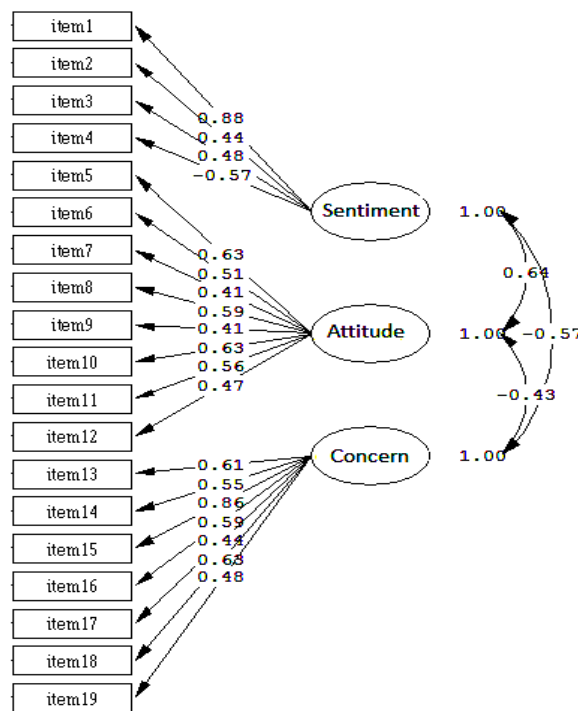 item1
item2
item3
item4
item5
item6
item7
item8
item9
item10
item11
item12
item13
item14
item15
item16
item17
item18
item19
0.88
0.44
0.48
-0.57
0.63
0.51
0.41
0.59
0.41
0.63
0.56
0.47
0.61
0.55
0.86
0.59
0.44
0.63
0.48
Sentiment
Attitude
Concern
1.00
1.00
1.00
0.64
-0.57
-0.43